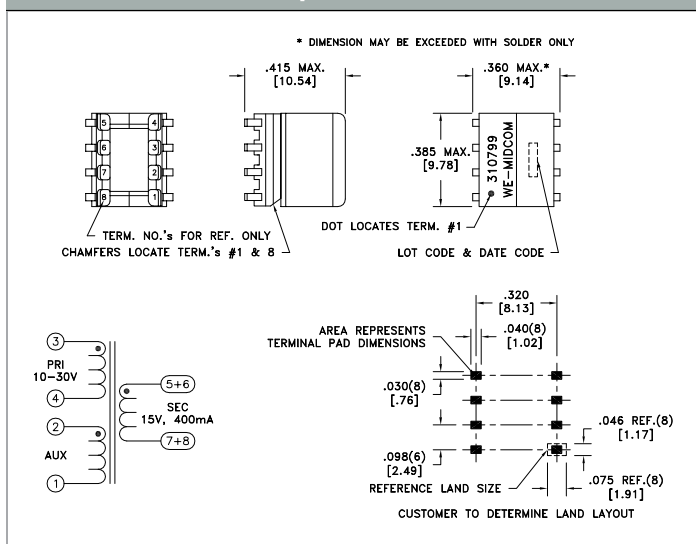 * DIMENSION MAY BE EXCEEDED WITH SOLDER ONLY
.415 MAX.
[10.54]
.360 MAX.*
[9.14]
5
4
6
3
7
2
8
1
.385 MAX.
[9.78]
310799
WE-MIDCOM
TERM. NO.'s FOR REF. ONLY
CHAMFERS LOCATE TERM.'s #1 & 8
DOT LOCATES TERM. #1
LOT CODE & DATE CODE
3
PRI
10-30V
4
2
AUX
1
5+6
SEC
15V, 400mA
7+8
.320
[8.13]
AREA REPRESENTS
TERMINAL PAD DIMENSIONS
.040(8)
[1.02]
.030(8)
[.76]
.046 REF.(8)
[1.17]
.098(6)
[2.49]
.075 REF.(8)
[1.91]
REFERENCE LAND SIZE
CUSTOMER TO DETERMINE LAND LAYOUT